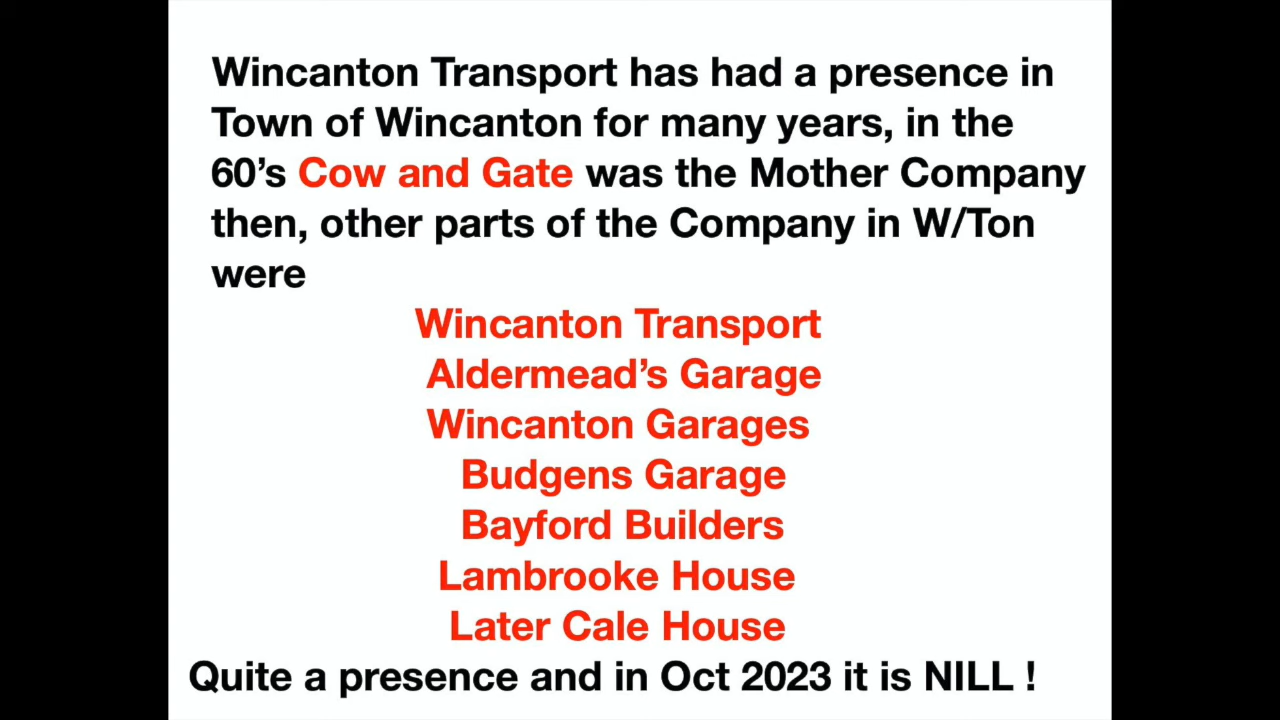 Wincanton Transport has had a presence in
Town of Wincanton for many years, in the
60’s Cow and Gate was the Mother Company
then, other parts of the Company in W/Ton
were
Wincanton Transport
Aldermead’s Garage
Wincanton Garages
Budgens Garage
Bayford Builders
Lambrooke House
Later Cale House
Quite a presence and in Oct 2023 it is NILL !